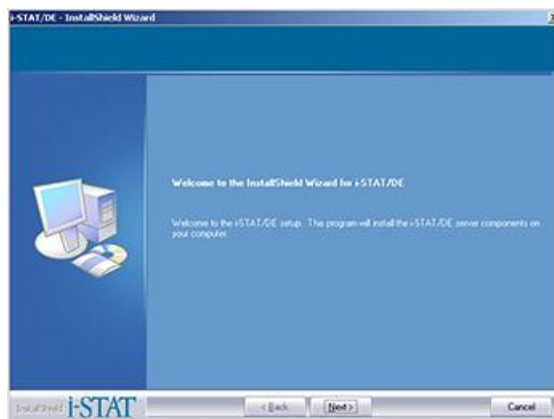 i-STAT/DE - InstallShield Wizard
Welcome to the InstallShield Wizard for i-STAT/DE
Welcome to the i-STAT/DE setup. This program will install the i-STAT/DE server components on
your computer.
InstallShield i-STAT
< Back Next > Cancel